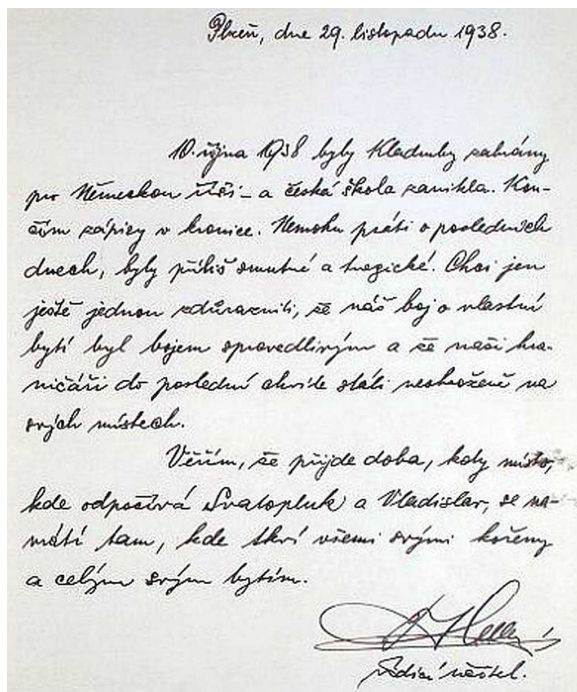 Plzeň, dne 29. listopadu 1938.
10. října 1938 byly Kladruby zabrány
pro Německou říši – a česká škola zanikla. Kon-
čím zápisy v kronice. Nemohu psáti o posledních
dnech, byly příliš smutné a tragické. Chci jen
ještě jednou zdůrazniti, že náš boj o vlastní
bytí byl bojem spravedlivým a že naši hra-
ničáři do poslední chvíle stáli neohroženě na
svých místech.
Věřím, že přijde doba, kdy místo,
kde odpočívá Svatopluk a Vladislav, se na-
vrátí tam, kde tkví všemi svými kořeny
a celým svým bytím.
řídící učitel.